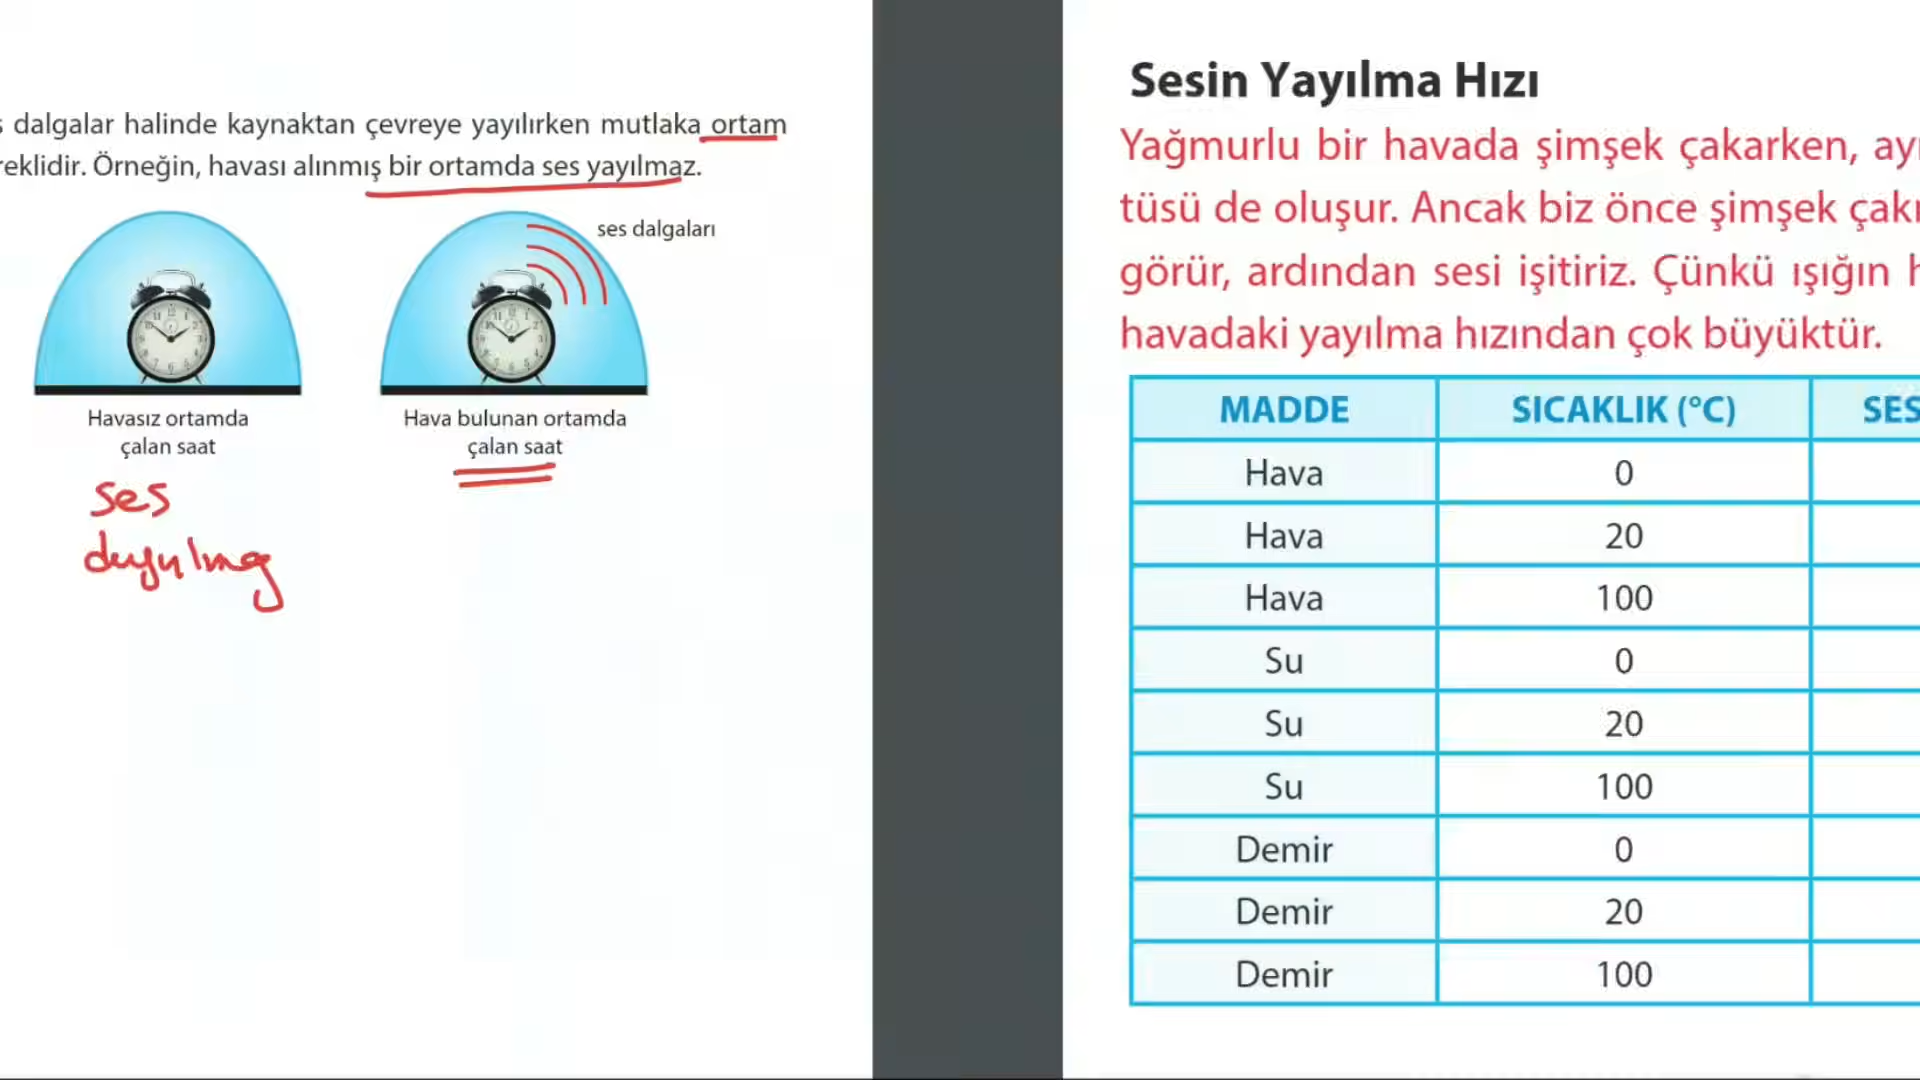 dalgalar halinde kaynaktan çevreye yayılırken mutlaka ortam
reklidir. Örneğin, havası alınmış bir ortamda ses yayılmaz.
ses dalgaları
Havasız ortamda
çalan saat
Hava bulunan ortamda
çalan saat
ses
Sesin Yayılma Hızı
Yağmurlu bir havada şimşek çakarken, ay
tüsü de oluşur. Ancak biz önce şimşek çak
görür, ardından sesi işitiriz. Çünkü ışığın
havadaki yayılma hızından çok büyüktür.
MADDE SICAKLIK (°C) SES
Hava 0
Hava 20
Hava 100
Su 0
Su 20
Su 100
Demir 0
Demir 20
Demir 100